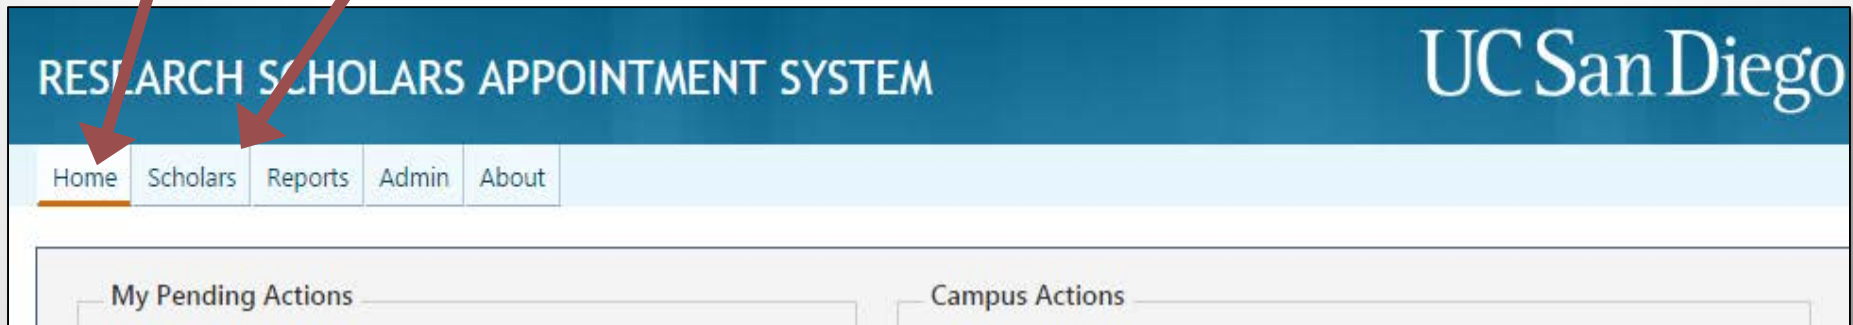 RESEARCH SCHOLARS APPOINTMENT SYSTEM
UC San Diego
Home Scholars Reports Admin About
My Pending Actions
Campus Actions